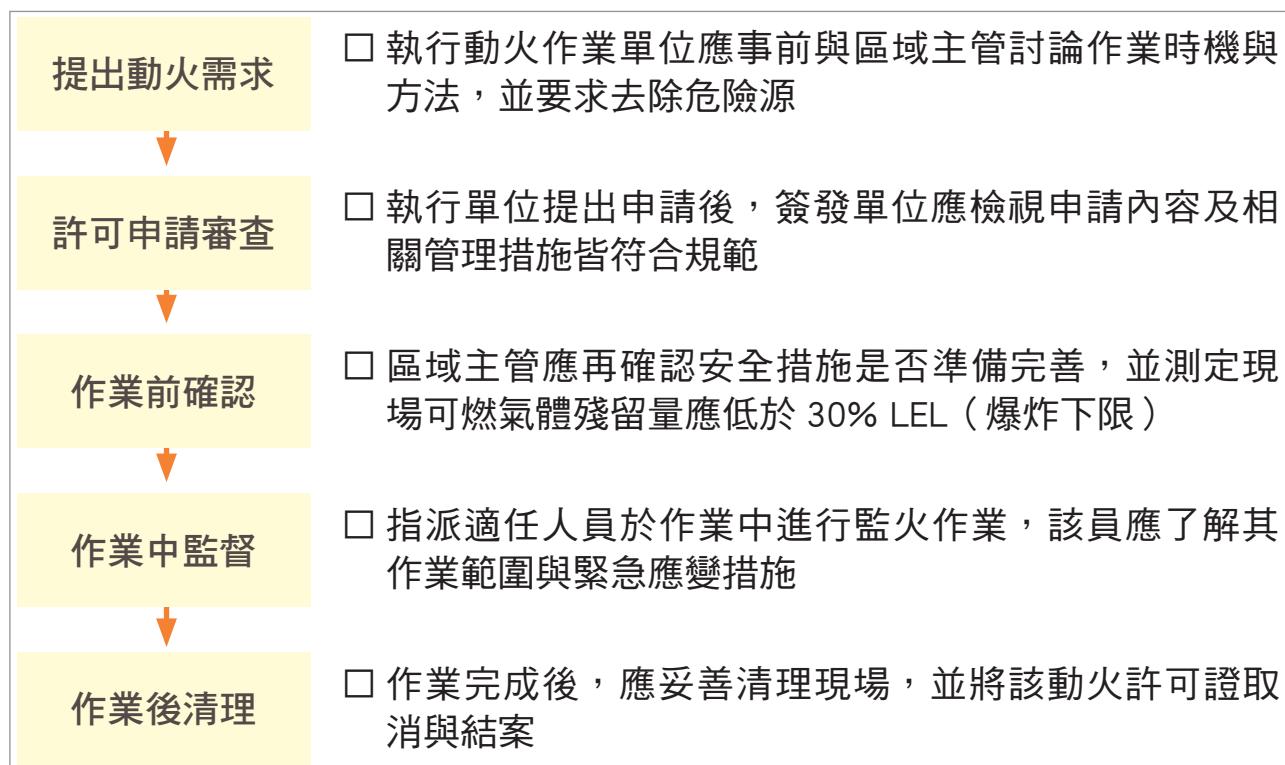 提出動火需求
□ 執行動火作業單位應事前與區域主管討論作業時機與
方法，並要求去除危險源
許可申請審查
□ 執行單位提出申請後，簽發單位應檢視申請內容及相
關管理措施皆符合規範
作業前確認
□ 區域主管應再確認安全措施是否準備完善，並測定現
場可燃氣體殘留量應低於 30% LEL（爆炸下限）
作業中監督
□ 指派適任人員於作業中進行監火作業，該員應了解其
作業範圍與緊急應變措施
作業後清理
□ 作業完成後，應妥善清理現場，並將該動火許可證取
消與結案